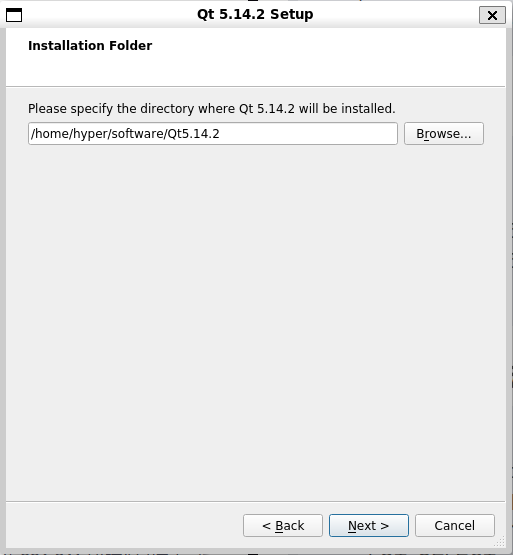 Qt 5.14.2 Setup
Installation Folder
Please specify the directory where Qt 5.14.2 will be installed.
/home/hyper/software/Qt5.14.2
Browse...
< Back
Next >
Cancel